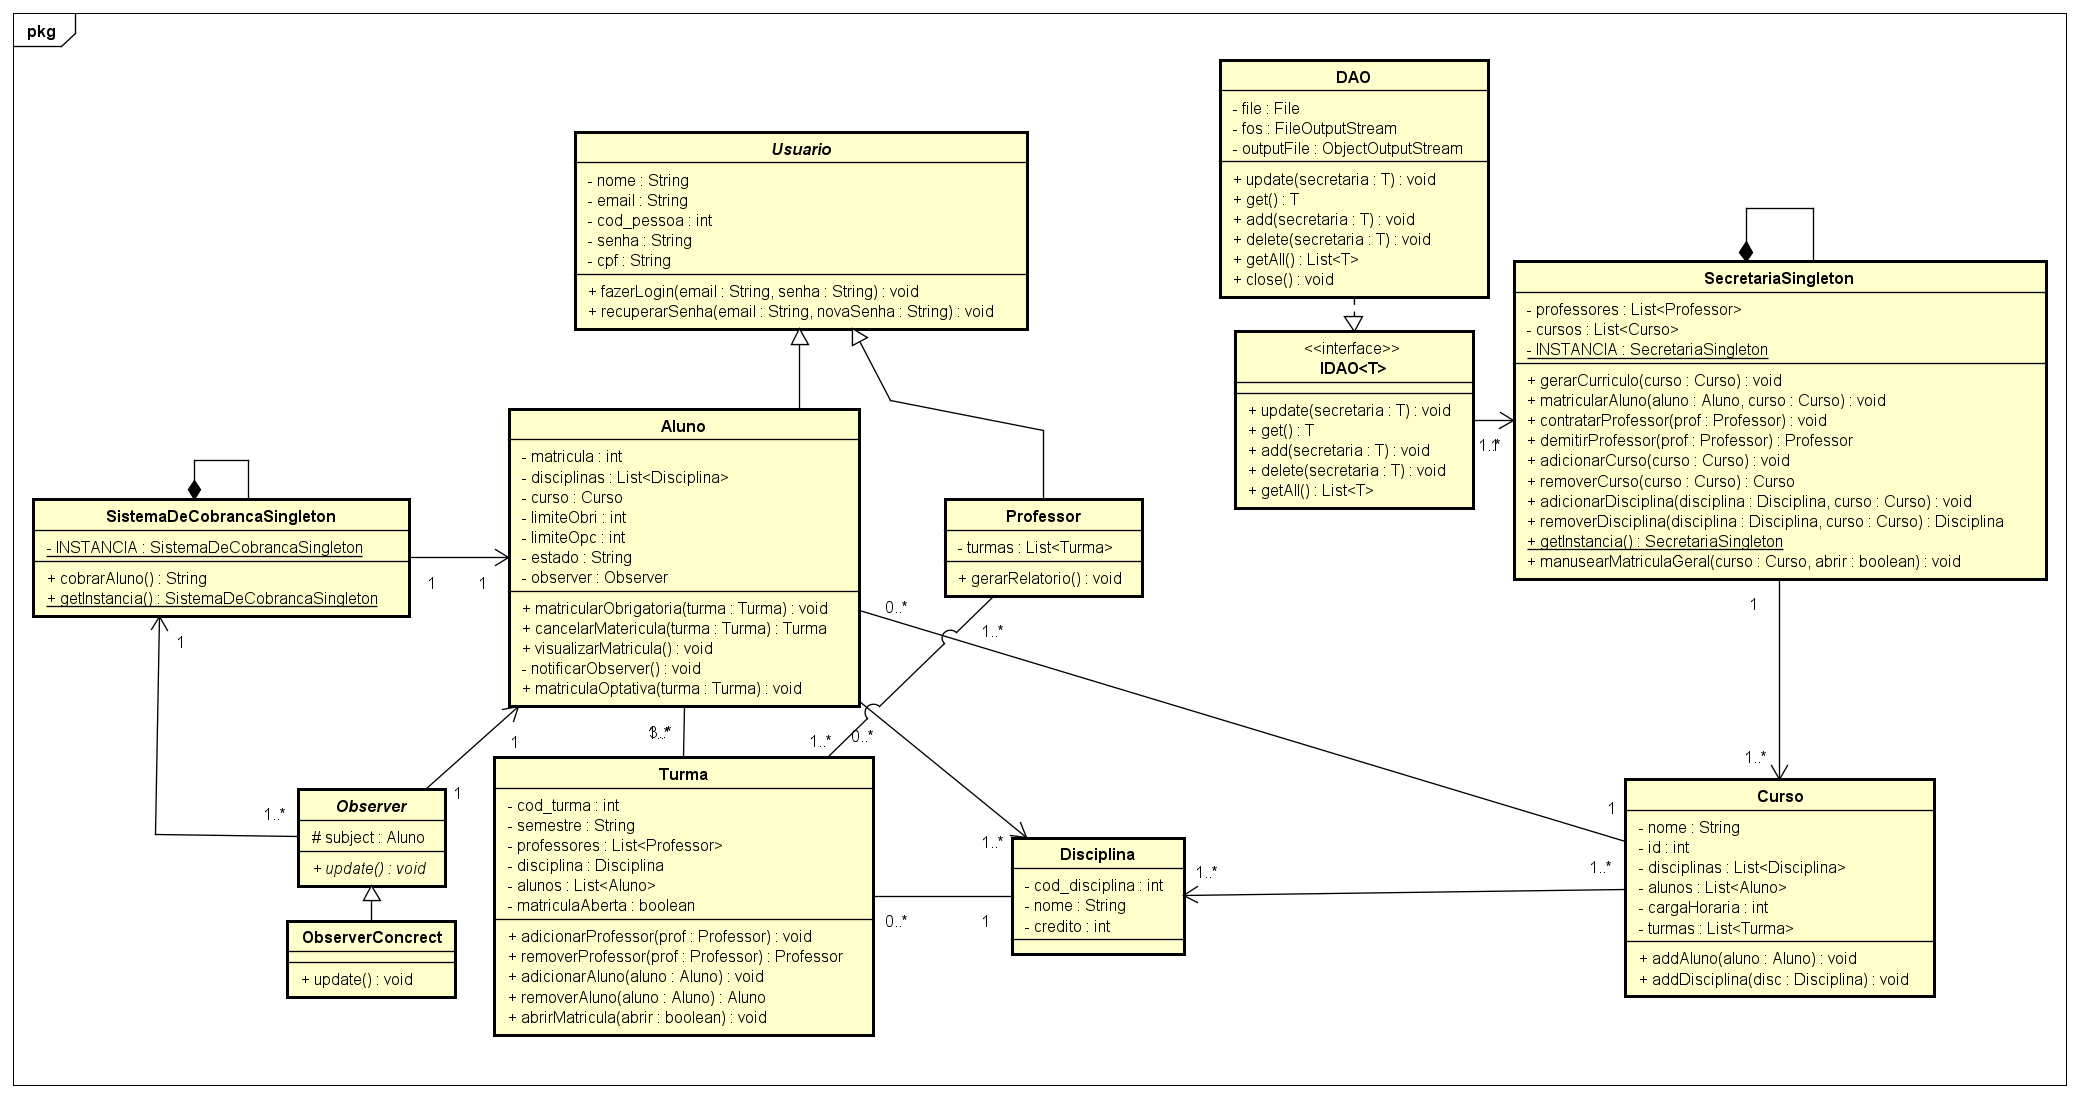 pkg
DAO
- file : File
- fos : FileOutputStream
- outputFile : ObjectOutputStream
+ update(secretaria : T) : void
+ get() : T
+ add(secretaria : T) : void
+ delete(secretaria : T) : void
+ getAll() : List<T>
+ close() : void
Usuario
- nome : String
- email : String
- cod_pessoa : int
- senha : String
- cpf : String
+ fazerLogin(email : String, senha : String) : void
+ recuperarSenha(email : String, novaSenha : String) : void
SecretariaSingleton
- professores : List<Professor>
- cursos : List<Curso>
- INSTANCIA : SecretariaSingleton
+ gerarCurriculo(curso : Curso) : void
+ matricularAluno(aluno : Aluno, curso : Curso) : void
+ contratarProfessor(prof : Professor) : void
+ demitirProfessor(prof : Professor) : Professor
+ adicionarCurso(curso : Curso) : void
+ removerCurso(curso : Curso) : Curso
+ adicionarDisciplina(disciplina : Disciplina, curso : Curso) : void
+ removerDisciplina(disciplina : Disciplina, curso : Curso) : Disciplina
+ getInstancia() : SecretariaSingleton
+ manusearMatriculaGeral(curso : Curso, abrir : boolean) : void
<<interface>>
IDAO<T>
+ update(secretaria : T) : void
+ get() : T
+ add(secretaria : T) : void
+ delete(secretaria : T) : void
+ getAll() : List<T>
Aluno
- matricula : int
- disciplinas : List<Disciplina>
- curso : Curso
- limiteObri : int
- limiteOpc : int
- estado : String
- observer : Observer
+ matricularObrigatoria(turma : Turma) : void
+ cancelarMatericula(turma : Turma) : Turma
+ visualizarMatricula() : void
- notificarObserver() : void
+ matriculaOptativa(turma : Turma) : void
SistemaDeCobrancaSingleton
- INSTANCIA : SistemaDeCobrancaSingleton
+ cobrarAluno() : String
+ getInstancia() : SistemaDeCobrancaSingleton
1
1
Professor
- turmas : List<Turma>
+ gerarRelatorio() : void
0..*
1..*
1
1
1..*
1
1
1..*
0..*
1..*
1
Observer
# subject : Aluno
+ update() : void
ObserverConcrect
+ update() : void
Turma
- cod_turma : int
- semestre : String
- professores : List<Professor>
- disciplina : Disciplina
- alunos : List<Aluno>
- matriculaAberta : boolean
+ adicionarProfessor(prof : Professor) : void
+ removerProfessor(prof : Professor) : Professor
+ adicionarAluno(aluno : Aluno) : void
+ removerAluno(aluno : Aluno) : Aluno
+ abrirMatricula(abrir : boolean) : void
1..*
0..*
1
Disciplina
- cod_disciplina : int
- nome : String
- credito : int
1..*
1..*
Curso
- nome : String
- id : int
- disciplinas : List<Disciplina>
- alunos : List<Aluno>
- cargaHoraria : int
- turmas : List<Turma>
+ addAluno(aluno : Aluno) : void
+ addDisciplina(disc : Disciplina) : void